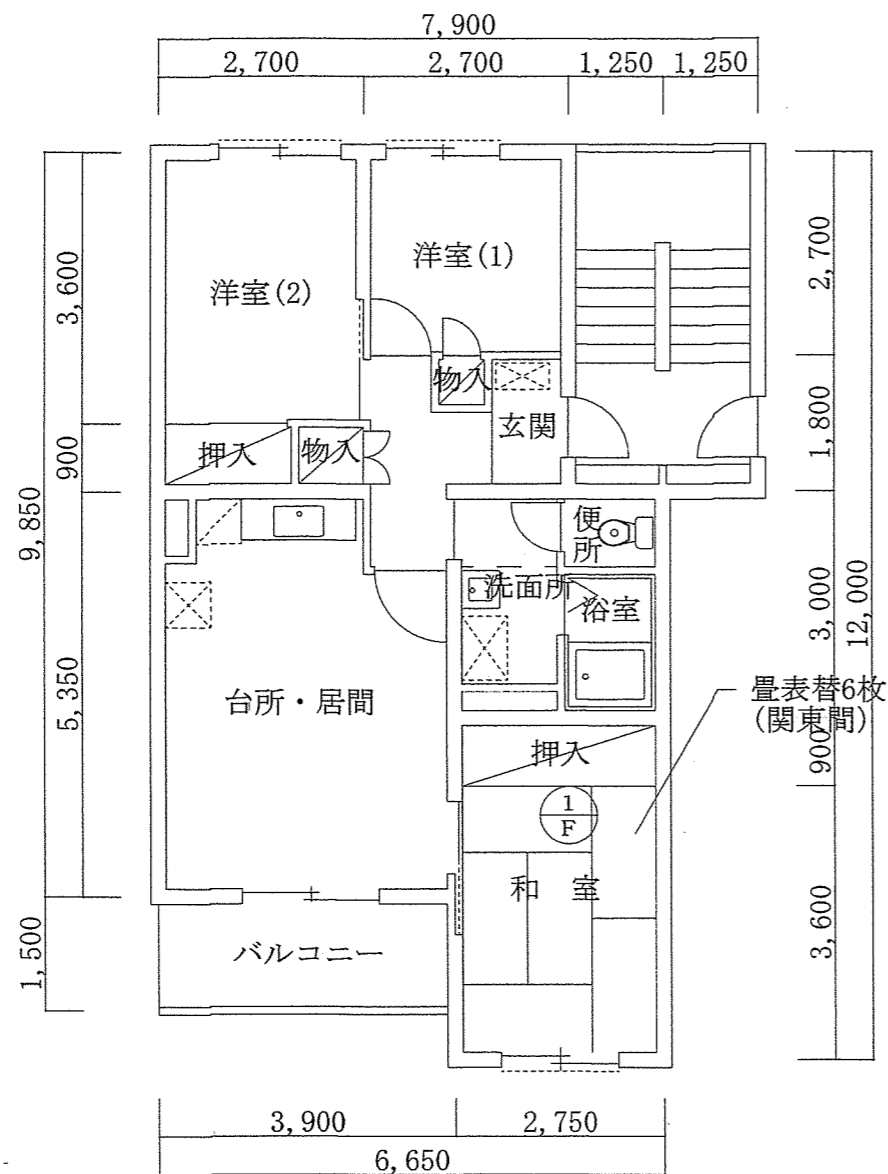 7,900
2,700
2,700
1,250
1,250
3,600
900
5,350
9,850
1,500
2,700
1,800
3,000
900
3,600
12,000
洋室(1)
洋室(2)
物入
玄関
押入
物入
便所
洗面所
浴室
台所・居間
畳表替6枚
(関東間)
押入
1
F
和 室
バルコニー
3,900
2,750
6,650